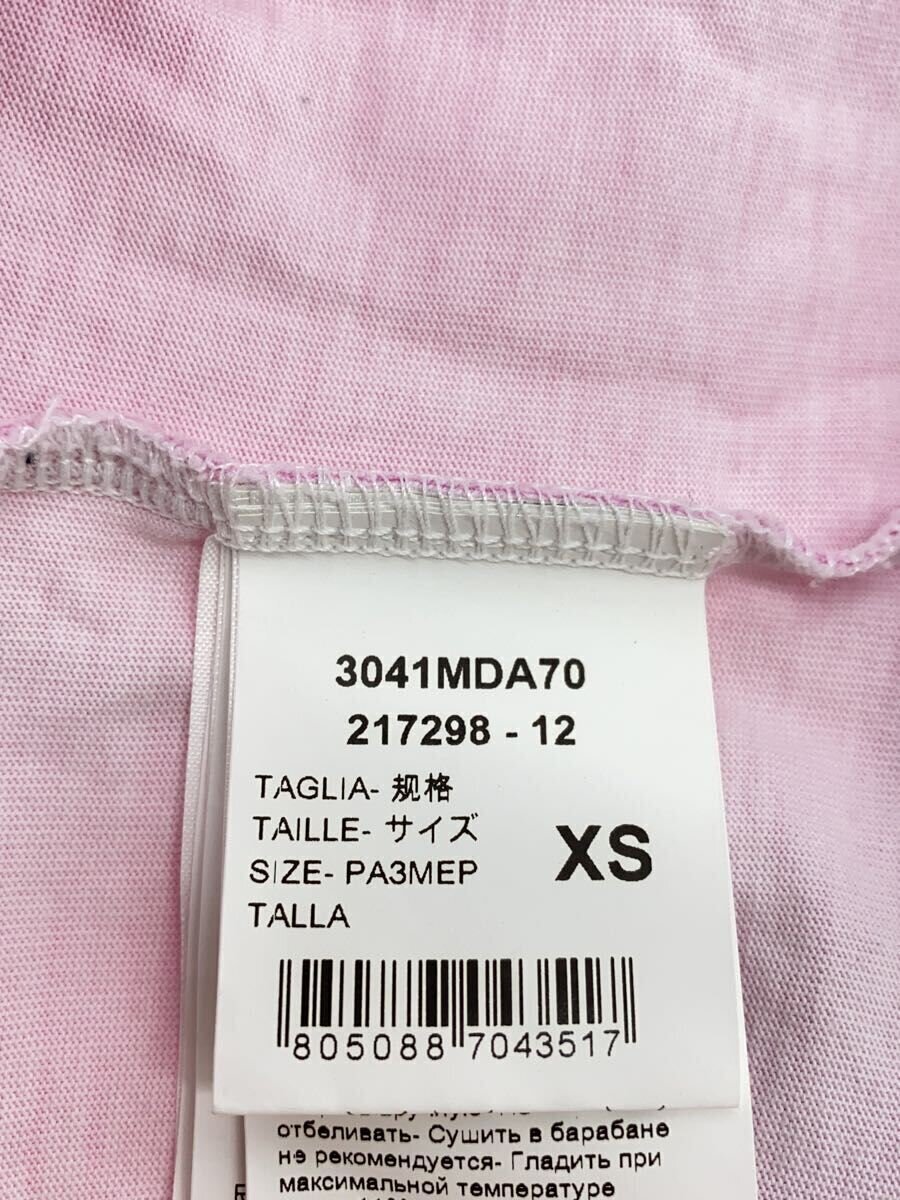 3041MDA70
217298 - 12
TAGLIA- 规格
TAILLE- サイズ
SIZE- РАЗМЕР
TALLA
XS
805088 7043517
отбеливать- Сушить в барабане
не рекомендуется- Гладить при
максимальной температуре